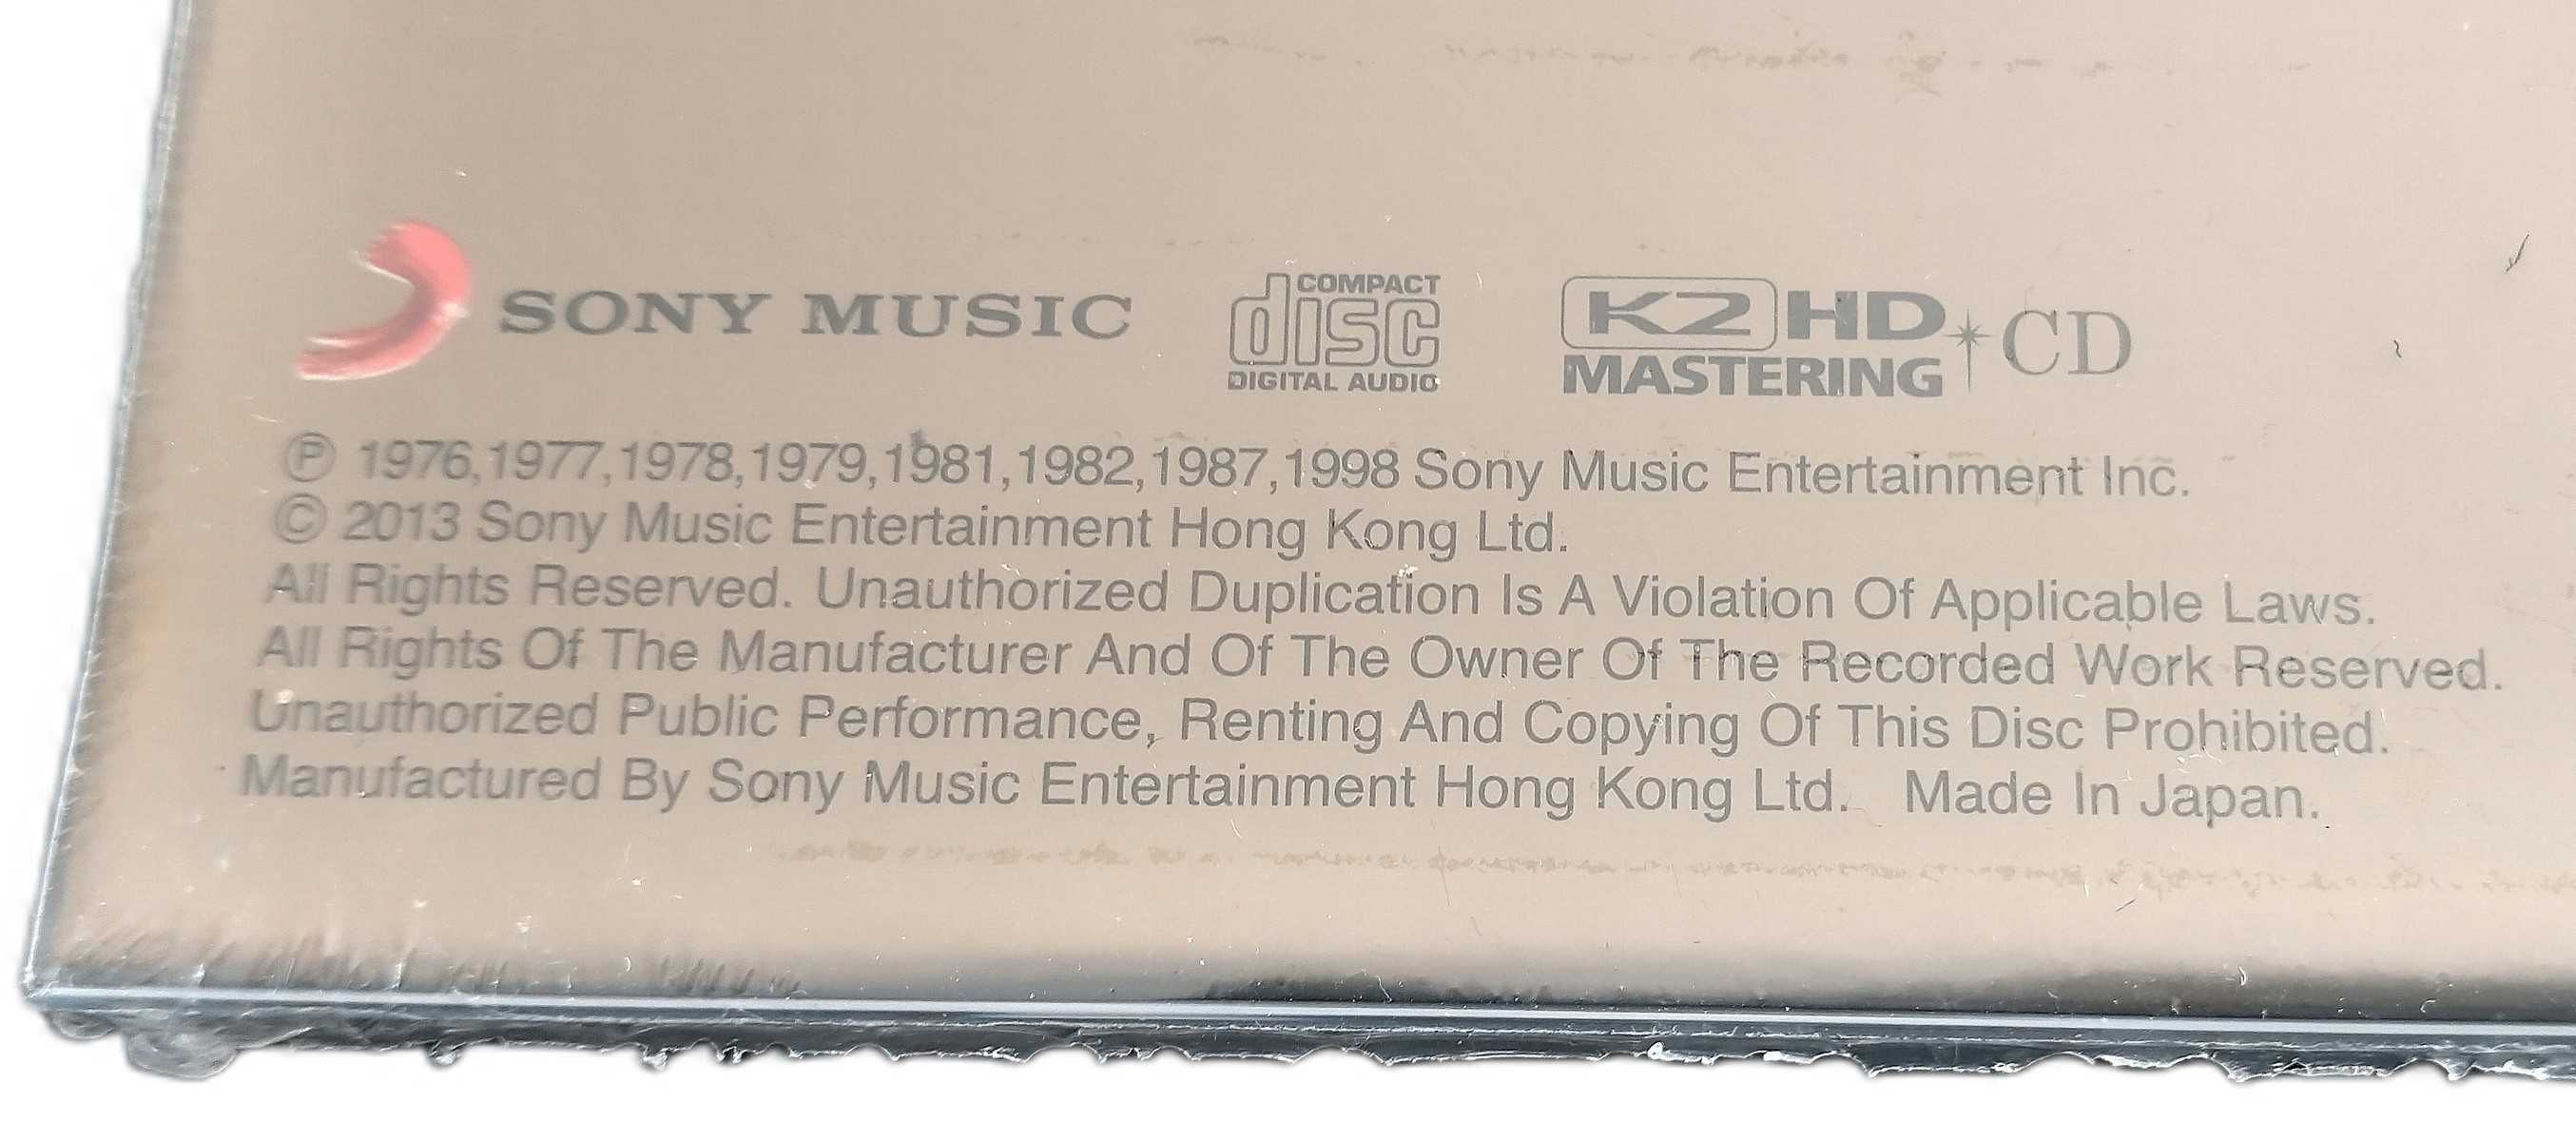 SONY MUSIC
COMPACT
disc
DIGITAL AUDIO
K2 HD
MASTERING
CD
℗ 1976,1977,1978,1979,1981,1982,1987,1998 Sony Music Entertainment Inc.
© 2013 Sony Music Entertainment Hong Kong Ltd.
All Rights Reserved. Unauthorized Duplication Is A Violation Of Applicable Laws.
All Rights Of The Manufacturer And Of The Owner Of The Recorded Work Reserved.
Unauthorized Public Performance, Renting And Copying Of This Disc Prohibited.
Manufactured By Sony Music Entertainment Hong Kong Ltd. Made In Japan.